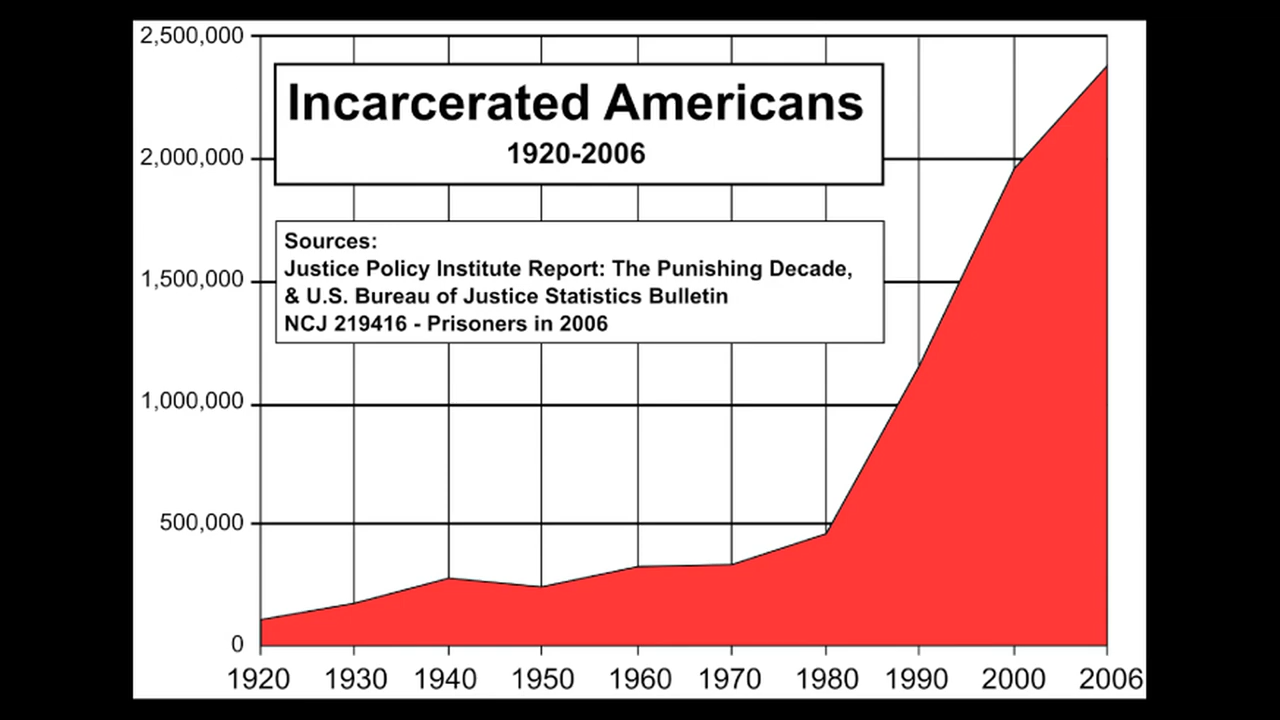 2,500,000
Incarcerated Americans
1920-2006
2,000,000
Sources:
Justice Policy Institute Report: The Punishing Decade,
& U.S. Bureau of Justice Statistics Bulletin
NCJ 219416 - Prisoners in 2006
1,500,000
1,000,000
500,000
0
1920 1930 1940 1950 1960 1970 1980 1990 2000 2006